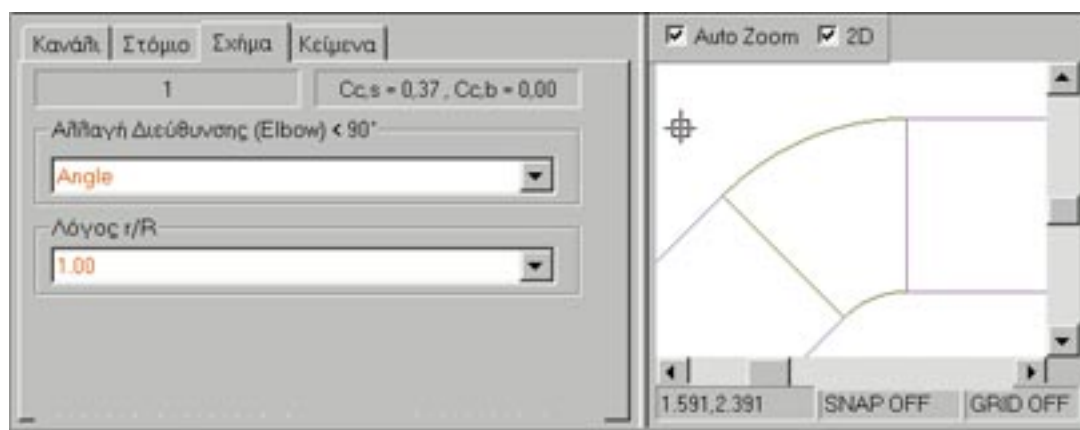 Κανάλι Στόμιο Σχήμα Κείμενα
1 Cc,s = 0,37 , Cc,b = 0,00
Αλλαγή Διεύθυνσης (Elbow) < 90°
Angle
Λόγος r/R
1.00
Auto Zoom 2D
1.591,2.391 SNAP OFF GRID OFF